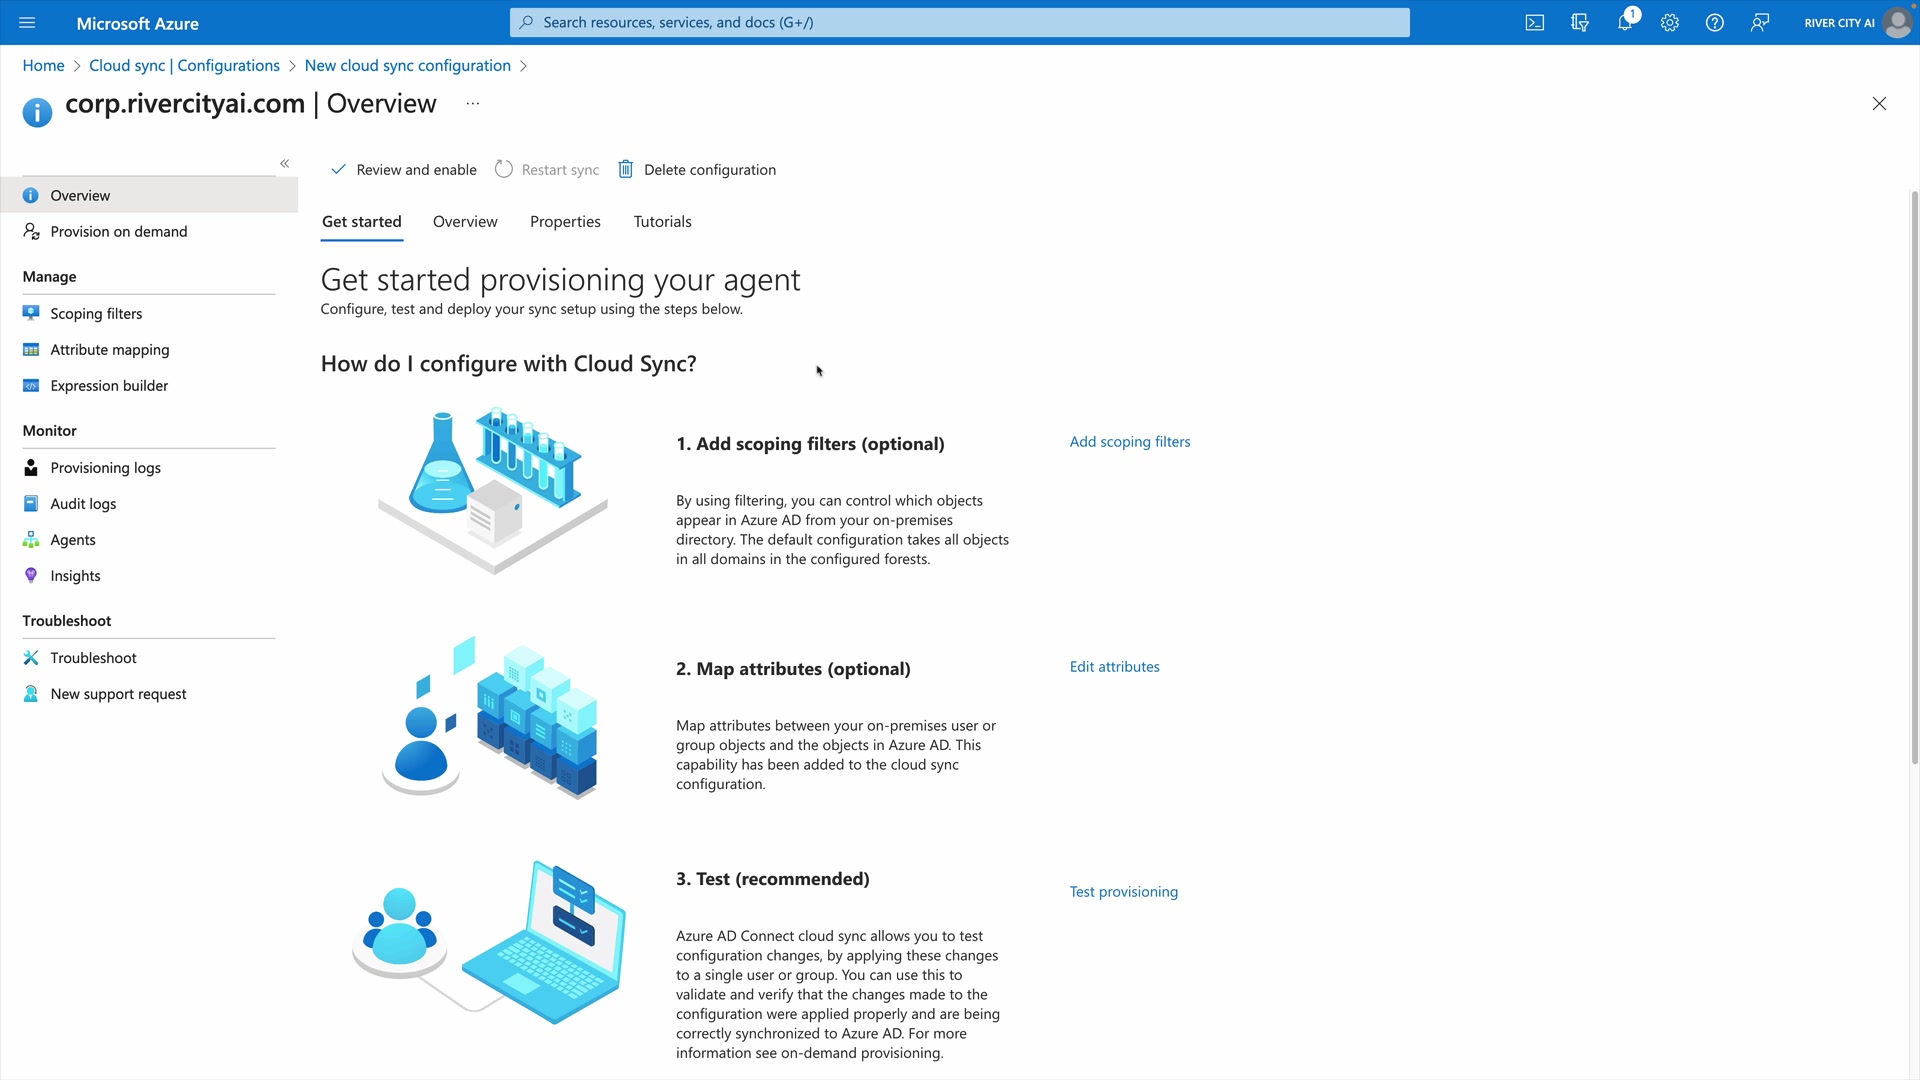 Microsoft Azure
Search resources, services, and docs (G+/)
1
RIVER CITY AI
Home > Cloud sync | Configurations > New cloud sync configuration >
corp.rivercityai.com | Overview ...
Review and enable
Restart sync
Delete configuration
Overview
Provision on demand
Manage
Scoping filters
Attribute mapping
Expression builder
Monitor
Provisioning logs
Audit logs
Agents
Insights
Troubleshoot
Troubleshoot
New support request
Get started
Overview
Properties
Tutorials
Get started provisioning your agent
Configure, test and deploy your sync setup using the steps below.
How do I configure with Cloud Sync?
1. Add scoping filters (optional)
Add scoping filters
By using filtering, you can control which objects
appear in Azure AD from your on-premises
directory. The default configuration takes all objects
in all domains in the configured forests.
2. Map attributes (optional)
Edit attributes
Map attributes between your on-premises user or
group objects and the objects in Azure AD. This
capability has been added to the cloud sync
configuration.
3. Test (recommended)
Test provisioning
Azure AD Connect cloud sync allows you to test
configuration changes, by applying these changes
to a single user or group. You can use this to
validate and verify that the changes made to the
configuration were applied properly and are being
correctly synchronized to Azure AD. For more
information see on-demand provisioning.